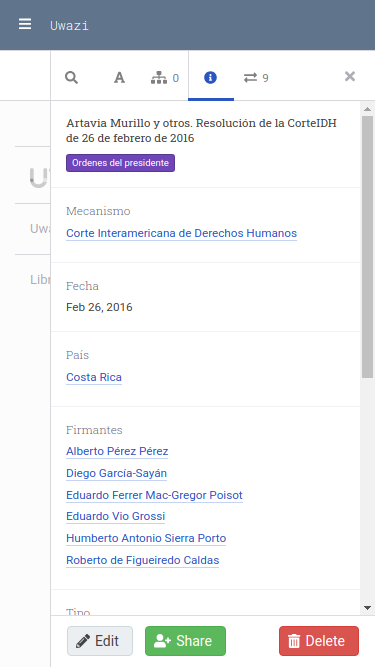 Uwazi
A
0
9
Artavia Murillo y otros. Resolución de la CorteIDH
de 26 de febrero de 2016
Ordenes del presidente
Mecanismo
Corte Interamericana de Derechos Humanos
Fecha
Feb 26, 2016
País
Costa Rica
Firmantes
Alberto Pérez Pérez
Diego García-Sayán
Eduardo Ferrer Mac-Gregor Poisot
Eduardo Vio Grossi
Humberto Antonio Sierra Porto
Roberto de Figueiredo Caldas
Tipo
Edit
Share
Delete